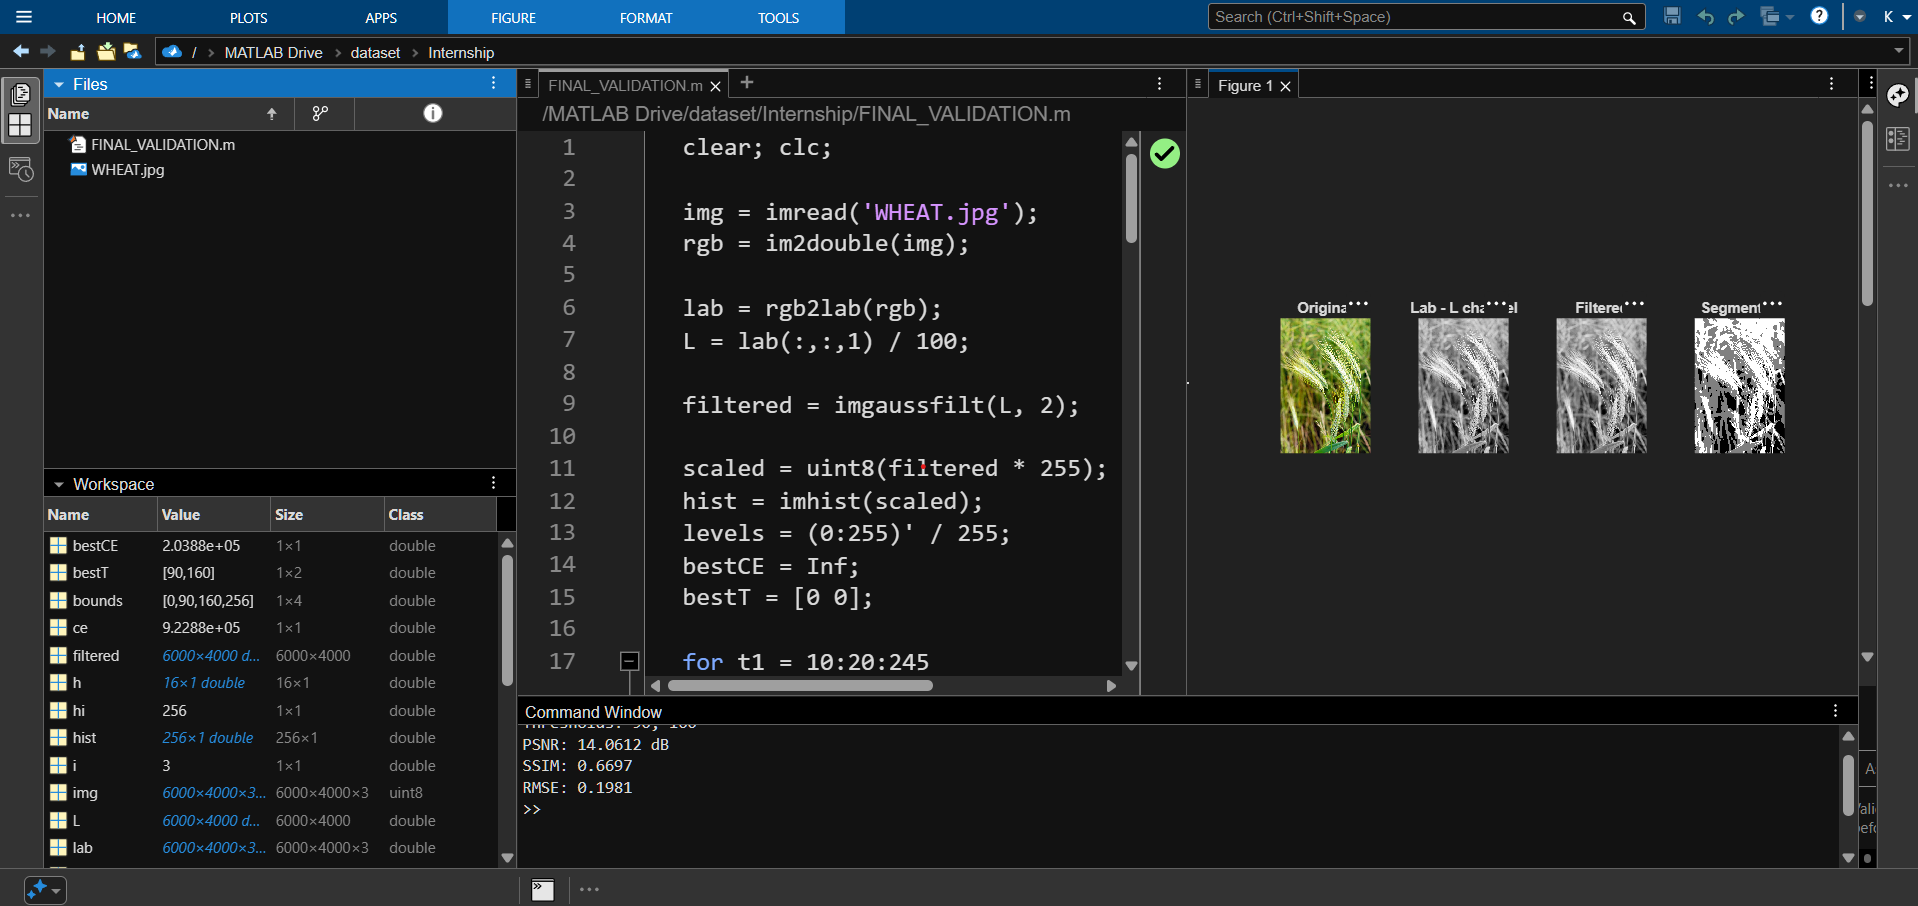 HOME PLOTS APPS FIGURE FORMAT TOOLS Search (Ctrl+Shift+Space) ? K
/ › MATLAB Drive › dataset › Internship
Files
Name
FINAL_VALIDATION.m
WHEAT.jpg
Workspace
Name Value Size Class
bestCE 2.0388e+05 1×1 double
bestT [90,160] 1×2 double
bounds [0,90,160,256] 1×4 double
ce 9.2288e+05 1×1 double
filtered 6000×4000 d... 6000×4000 double
h 16×1 double 16×1 double
hi 256 1×1 double
hist 256×1 double 256×1 double
i 3 1×1 double
img 6000×4000×3... 6000×4000×3 uint8
L 6000×4000 d... 6000×4000 double
lab 6000×4000×3... 6000×4000×3 double
FINAL_VALIDATION.m × +
/MATLAB Drive/dataset/Internship/FINAL_VALIDATION.m
1 clear; clc;
2
3 img = imread('WHEAT.jpg');
4 rgb = im2double(img);
5
6 lab = rgb2lab(rgb);
7 L = lab(:,:,1) / 100;
8
9 filtered = imgaussfilt(L, 2);
10
11 scaled = uint8(filtered * 255);
12 hist = imhist(scaled);
13 levels = (0:255)' / 255;
14 bestCE = Inf;
15 bestT = [0 0];
16
17 for t1 = 10:20:245
Figure 1 ×
Origina... Lab - L cha...el Filtere... Segment...
Command Window
PSNR: 14.0612 dB
SSIM: 0.6697
RMSE: 0.1981
>>